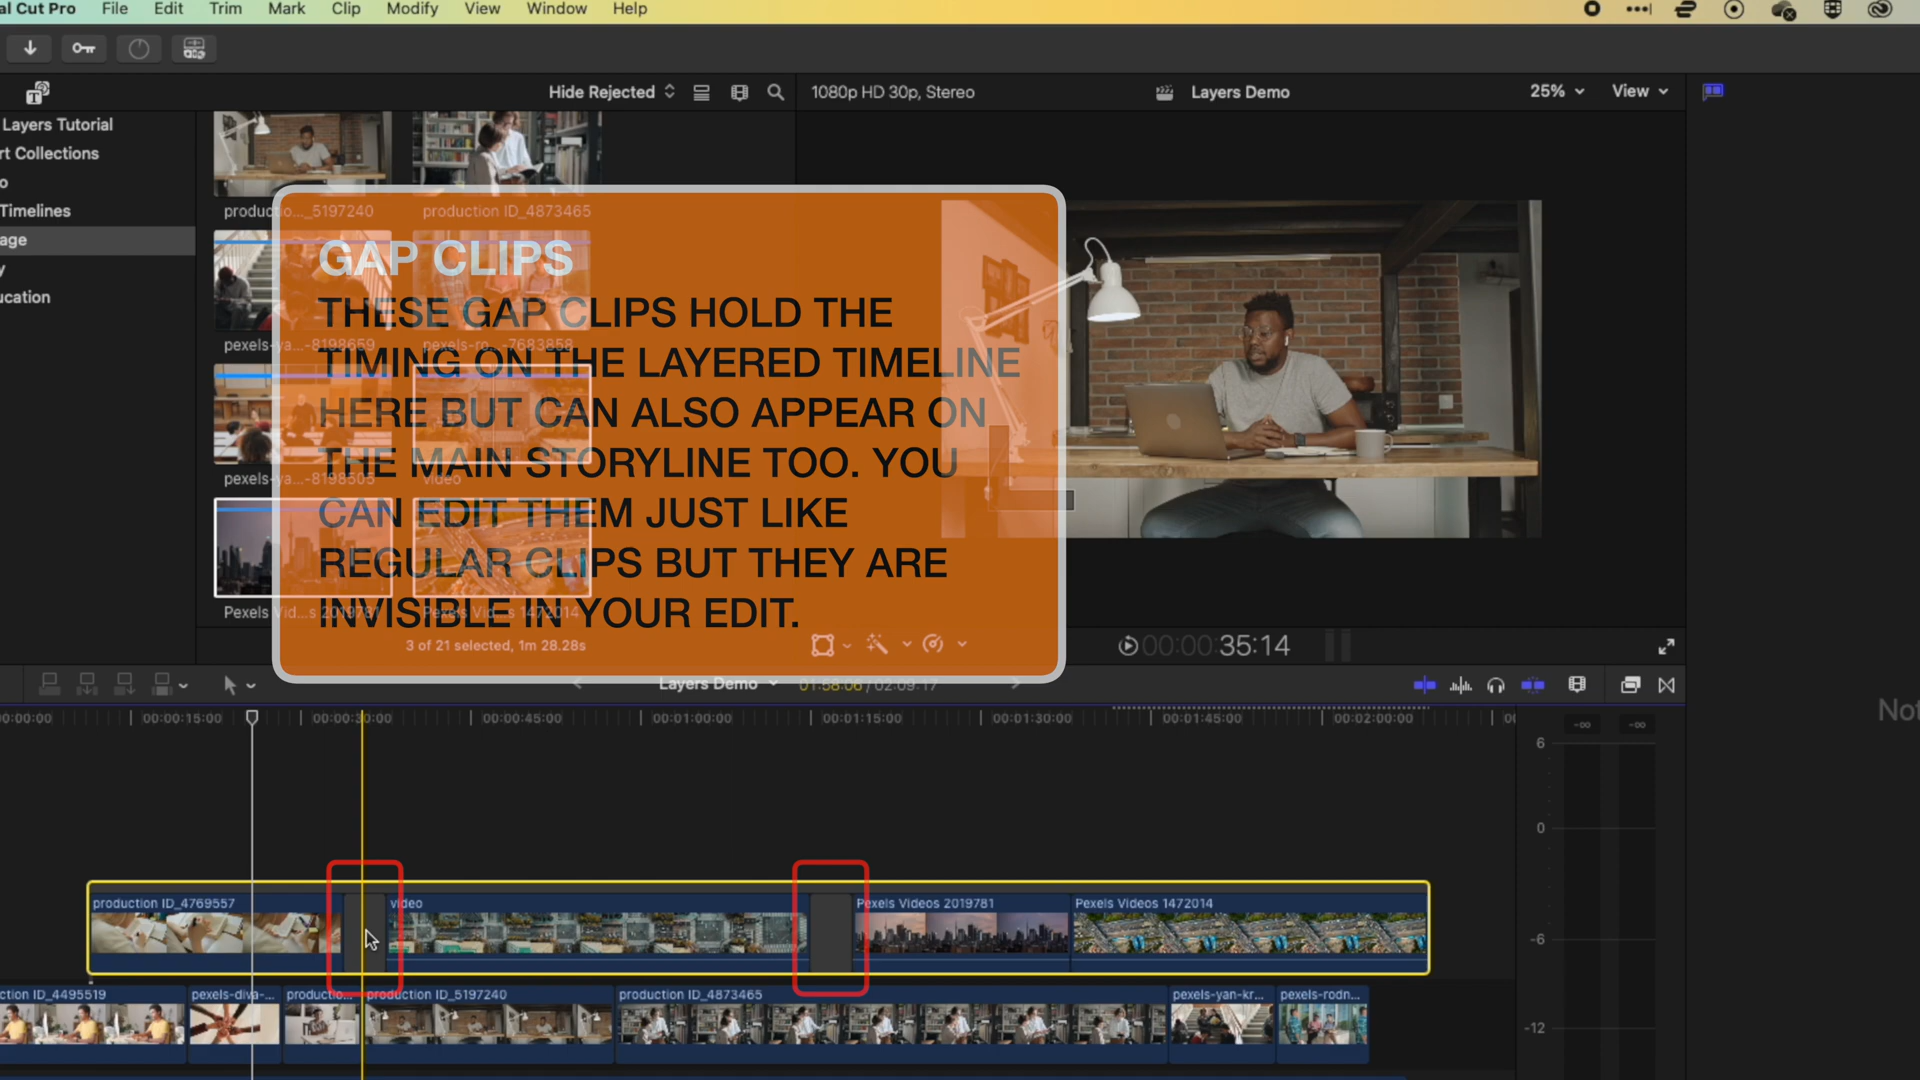 al Cut Pro File Edit Trim Mark Clip Modify View Window Help
Hide Rejected
1080p HD 30p, Stereo
Layers Demo
25%
View
Layers Tutorial
rt Collections
o
Timelines
age
y
ucation
productio..._5197240
production ID_4873465
GAP CLIPS
THESE GAP CLIPS HOLD THE
TIMING ON THE LAYERED TIMELINE
HERE BUT CAN ALSO APPEAR ON
THE MAIN STORYLINE TOO. YOU
CAN EDIT THEM JUST LIKE
REGULAR CLIPS BUT THEY ARE
INVISIBLE IN YOUR EDIT.
pexels-ya...-8198659
pexels-ro...-7683858
pexels-ya...-8198505
video
Pexels Vid...s 2019781
Pexels Vid...s 1472014
3 of 21 selected, 1m 28.28s
00:00:35:14
Layers Demo
01:58:06 / 02:09:17
0:00:00
00:00:15:00
00:00:30:00
00:00:45:00
00:01:00:00
00:01:15:00
00:01:30:00
00:01:45:00
00:02:00:00
Not
-∞ -∞
6
0
-6
-12
production ID_4769557
video
Pexels Videos 2019781
Pexels Videos 1472014
ction ID_4495519
pexels-diva-...
productio...
production ID_5197240
production ID_4873465
pexels-yan-kr...
pexels-rodn...